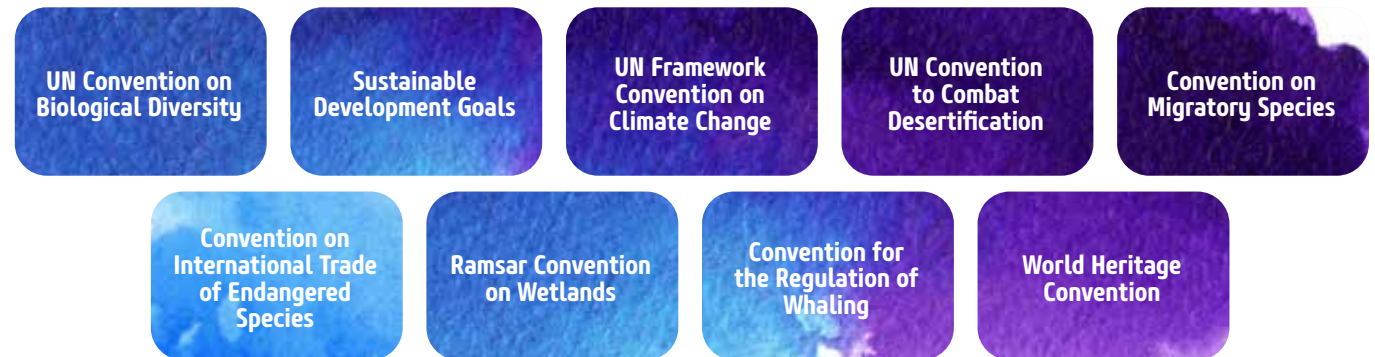 UN Convention on
Biological Diversity
Sustainable
Development Goals
UN Framework
Convention on
Climate Change
UN Convention
to Combat
Desertification
Convention on
Migratory Species
Convention on
International Trade
of Endangered
Species
Ramsar Convention
on Wetlands
Convention for
the Regulation of
Whaling
World Heritage
Convention